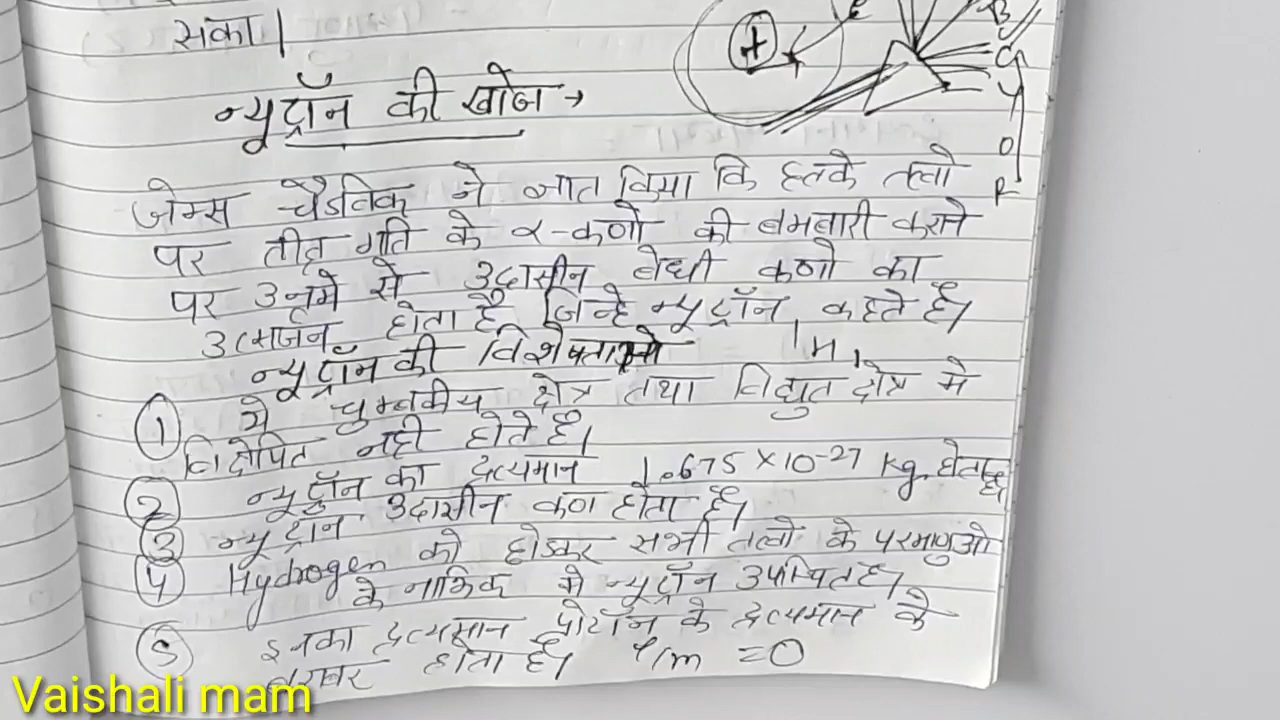 सका।
न्यूट्रॉन की खोज →
जेम्स चैडविक ने ज्ञात किया कि हल्के तत्वो
पर तीव्र गति के α-कणो की बमबारी कराने
पर उनमे से उदासीन बेधी कणो का
उत्सर्जन होता है जिन्हे न्यूट्रॉन कहते है।
न्यूट्रॉन की विशेषताओ
① ये चुम्बकीय क्षेत्र तथा विद्युत क्षेत्र मे
विक्षेपित नही होते है।
② न्यूट्रॉन का द्रव्यमान 1.675 × 10-27 Kg. होता है
③ न्यूट्रान उदासीन कण होता है।
④ Hydrogen को छोडकर सभी तत्वो के परमाणुओ
के नाभिक मे न्यूट्रॉन उपस्थित है।
⑤ इनका द्रव्यमान प्रोटॉन के द्रव्यमान के
बराबर होता है। e/m = 0
+
e
B
G
Y
O
R
Vaishali mam